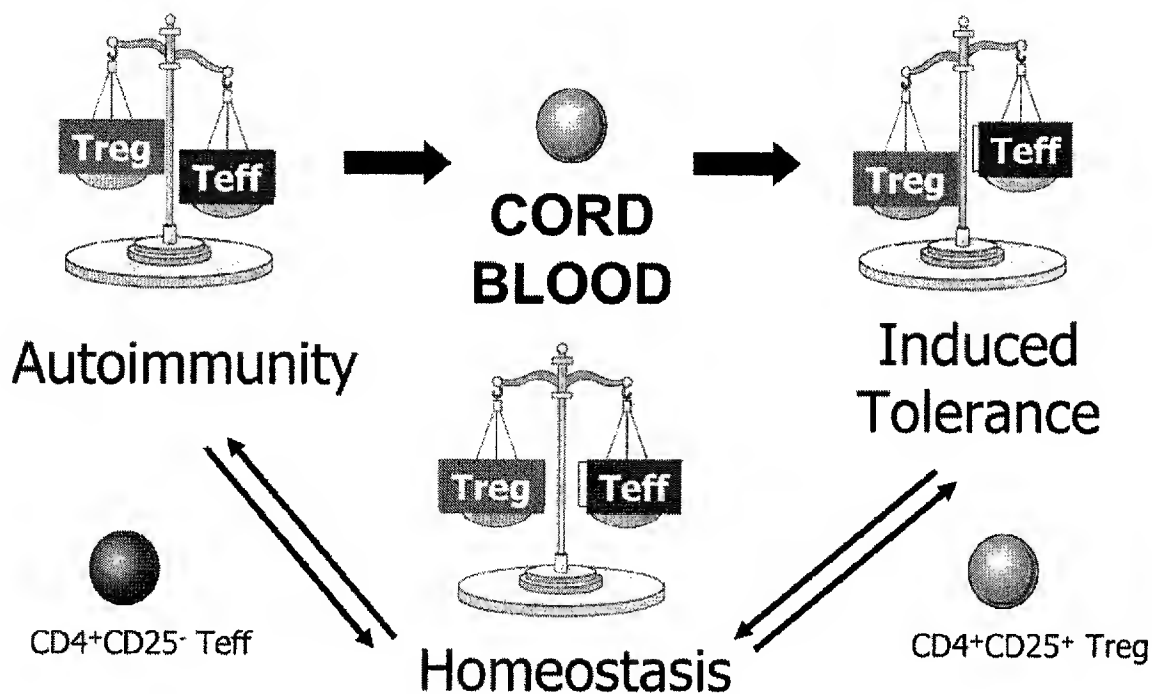 Treg
Teff
CORD
BLOOD
Teff
Treg
Autoimmunity
Induced
Tolerance
Treg
Teff
CD4⁺CD25⁻ Teff
CD4⁺CD25⁺ Treg
Homeostasis